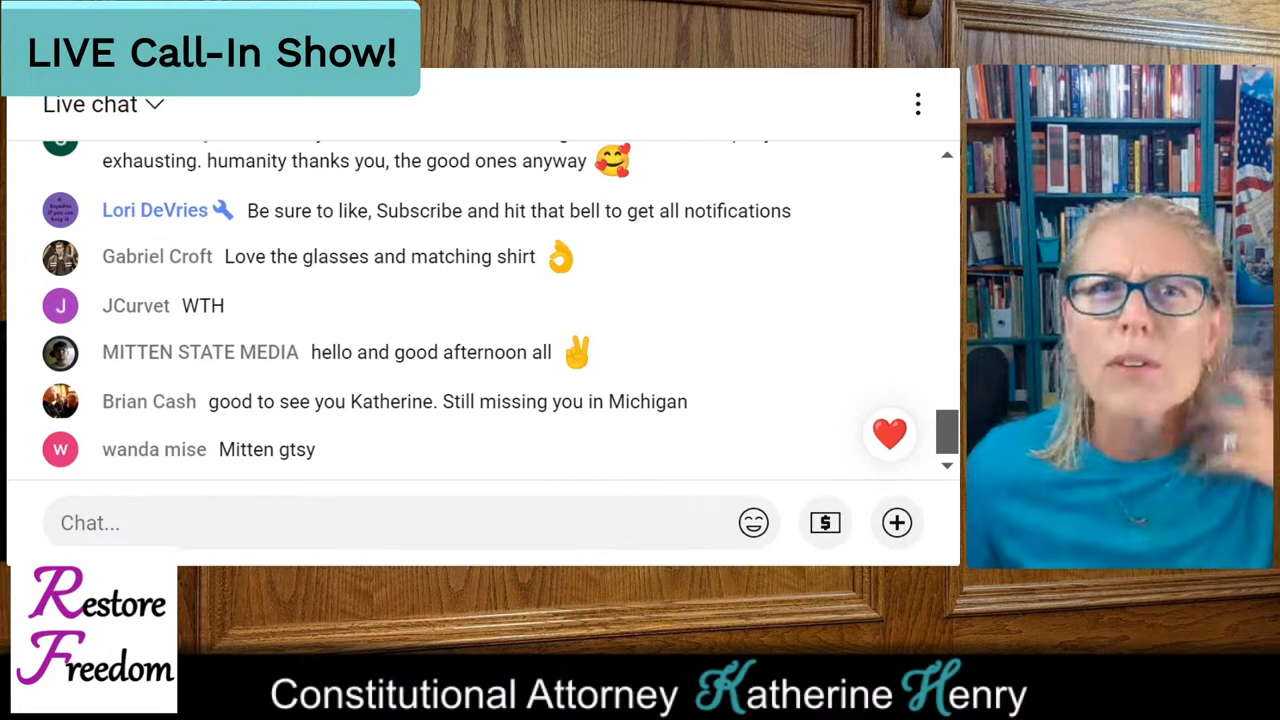 LIVE Call-In Show!
Live chat
exhausting. humanity thanks you, the good ones anyway
Lori DeVries Be sure to like, Subscribe and hit that bell to get all notifications
Gabriel Croft Love the glasses and matching shirt
J JCurvet WTH
MITTEN STATE MEDIA hello and good afternoon all
Brian Cash good to see you Katherine. Still missing you in Michigan
w wanda mise Mitten gtsy
Chat...
$
Restore
Freedom
Constitutional Attorney Katherine Henry